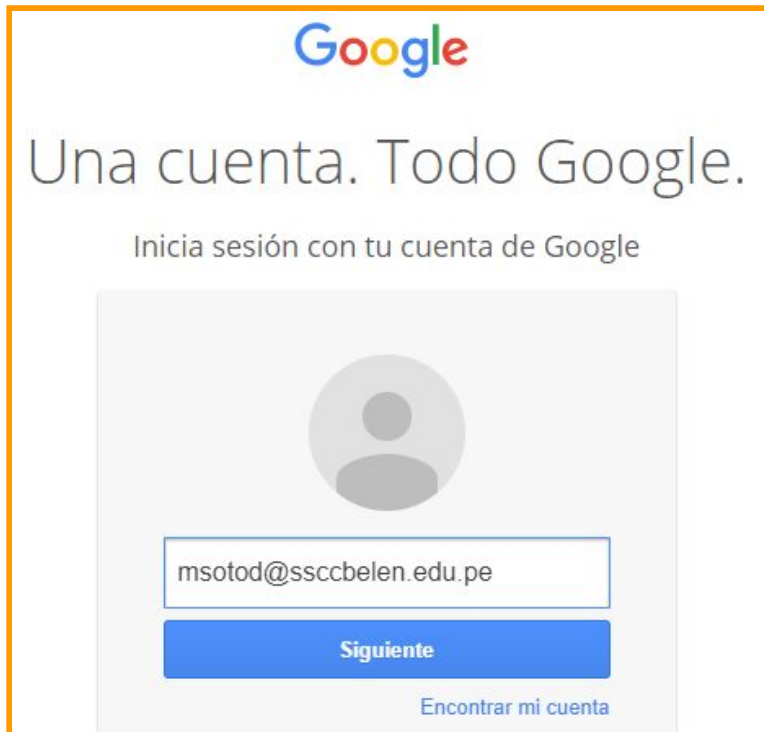 Google
Una cuenta. Todo Google.
Inicia sesión con tu cuenta de Google
msotod@ssccbelen.edu.pe
Siguiente
Encontrar mi cuenta